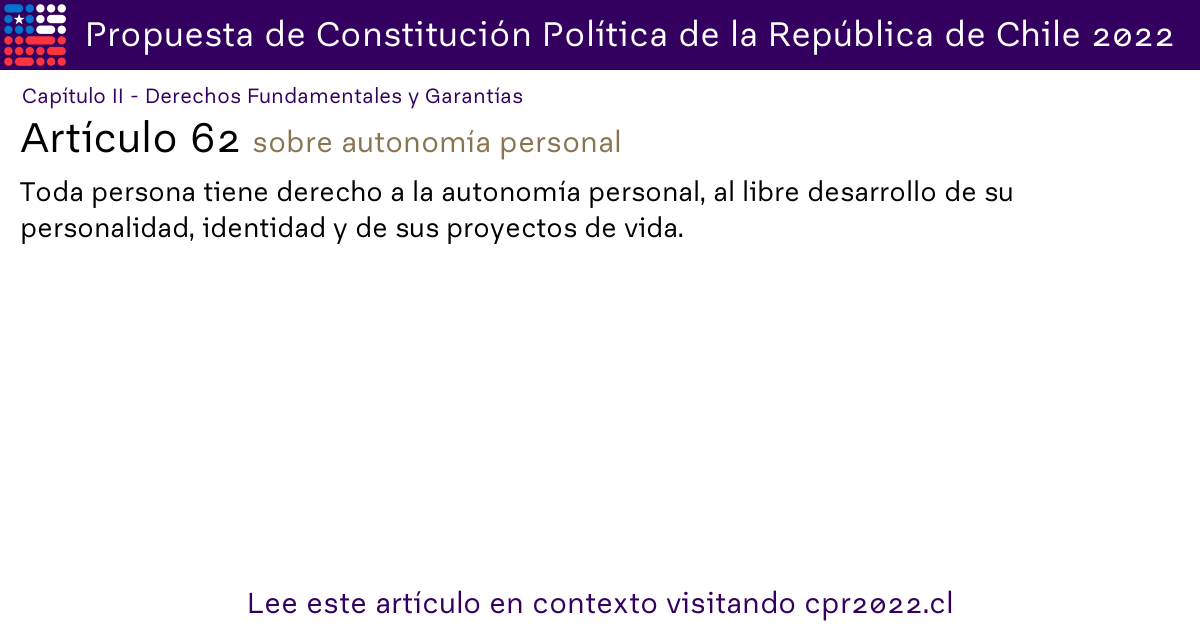 Propuesta de Constitución Política de la República de Chile 2022
Capítulo II - Derechos Fundamentales y Garantías
Artículo 62 sobre autonomía personal
Toda persona tiene derecho a la autonomía personal, al libre desarrollo de su
personalidad, identidad y de sus proyectos de vida.
Lee este artículo en contexto visitando cpr2022.cl